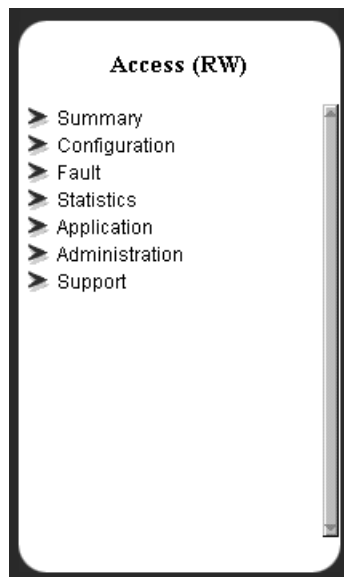 Access (RW)
Summary
Configuration
Fault
Statistics
Application
Administration
Support